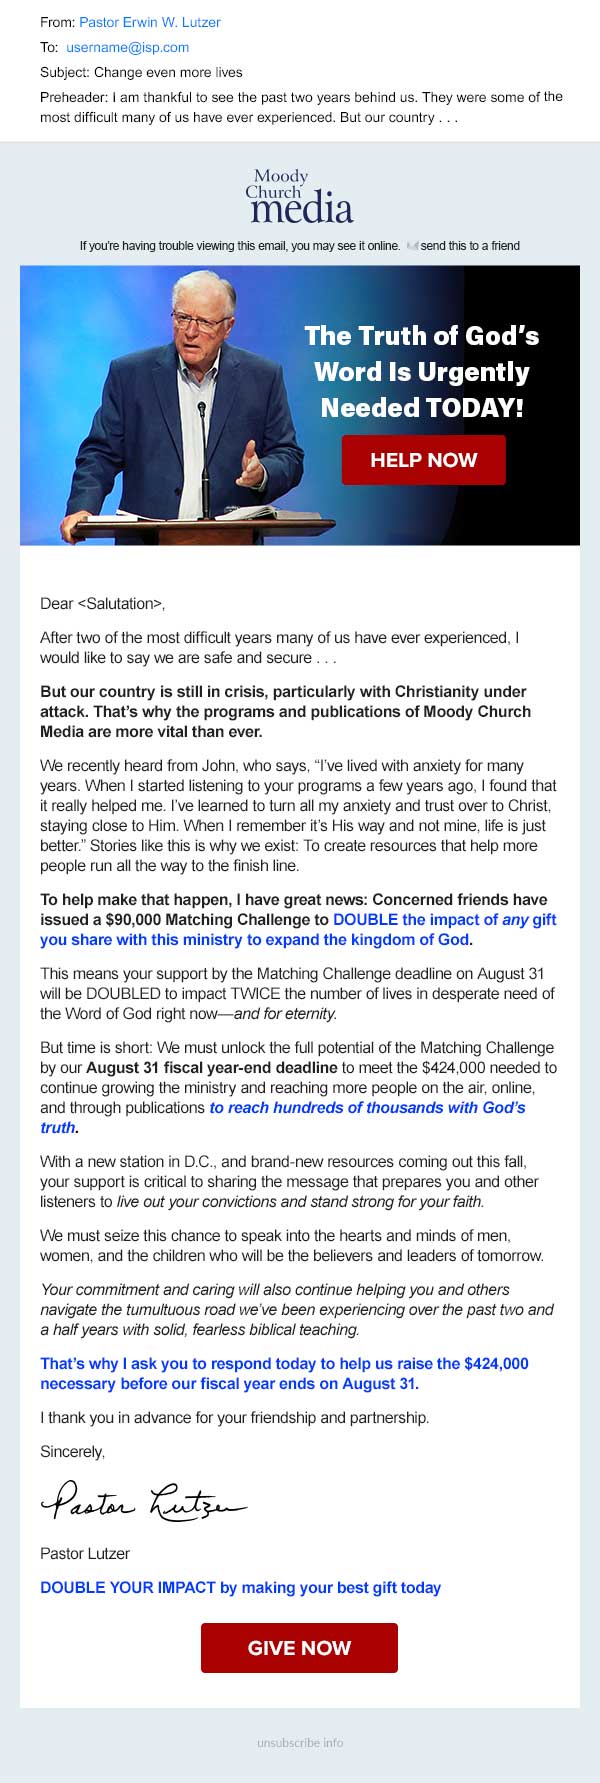 From: Pastor Erwin W. Lutzer
To: username@isp.com
Subject: Change even more lives
Preheader: I am thankful to see the past two years behind us. They were some of the
most difficult many of us have ever experienced. But our country . . .
Moody
Church
media
If you're having trouble viewing this email, you may see it online. send this to a friend
The Truth of God's
Word Is Urgently
Needed TODAY!
HELP NOW
Dear <Salutation>,
After two of the most difficult years many of us have ever experienced, I
would like to say we are safe and secure . . .
But our country is still in crisis, particularly with Christianity under
attack. That's why the programs and publications of Moody Church
Media are more vital than ever.
We recently heard from John, who says, “I've lived with anxiety for many
years. When I started listening to your programs a few years ago, I found that
it really helped me. I've learned to turn all my anxiety and trust over to Christ,
staying close to Him. When I remember it's His way and not mine, life is just
better.” Stories like this is why we exist: To create resources that help more
people run all the way to the finish line.
To help make that happen, I have great news: Concerned friends have
issued a $90,000 Matching Challenge to DOUBLE the impact of any gift
you share with this ministry to expand the kingdom of God.
This means your support by the Matching Challenge deadline on August 31
will be DOUBLED to impact TWICE the number of lives in desperate need of
the Word of God right now—and for eternity.
But time is short: We must unlock the full potential of the Matching Challenge
by our August 31 fiscal year-end deadline to meet the $424,000 needed to
continue growing the ministry and reaching more people on the air, online,
and through publications to reach hundreds of thousands with God's
truth.
With a new station in D.C., and brand-new resources coming out this fall,
your support is critical to sharing the message that prepares you and other
listeners to live out your convictions and stand strong for your faith.
We must seize this chance to speak into the hearts and minds of men,
women, and the children who will be the believers and leaders of tomorrow.
Your commitment and caring will also continue helping you and others
navigate the tumultuous road we've been experiencing over the past two and
a half years with solid, fearless biblical teaching.
That's why I ask you to respond today to help us raise the $424,000
necessary before our fiscal year ends on August 31.
I thank you in advance for your friendship and partnership.
Sincerely,
Pastor Lutzer
Pastor Lutzer
DOUBLE YOUR IMPACT by making your best gift today
GIVE NOW
unsubscribe info